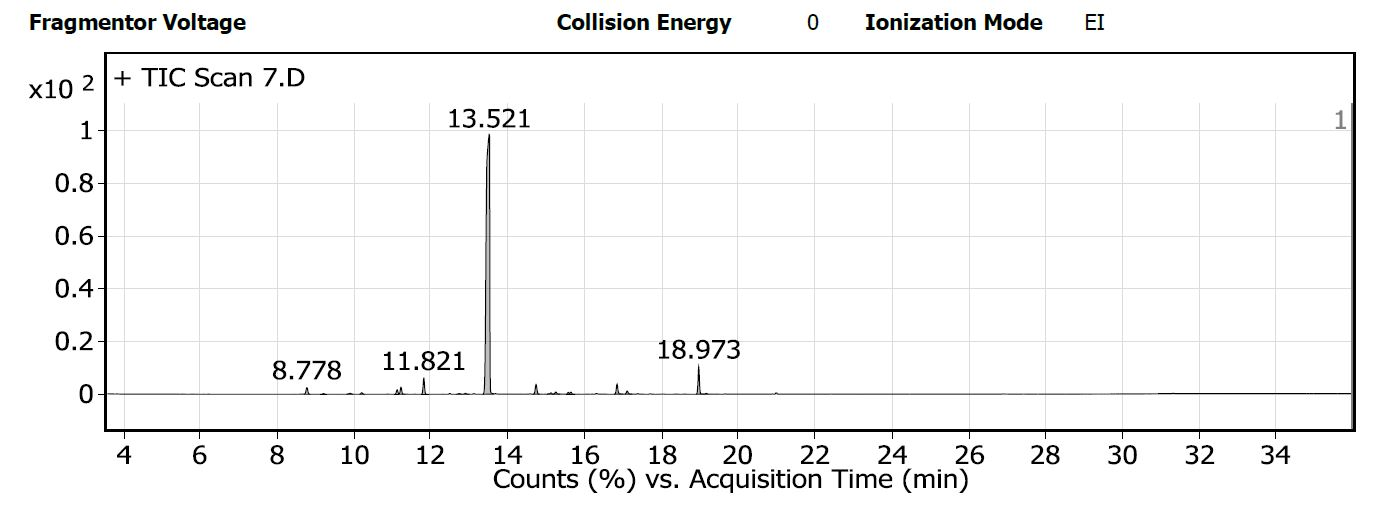 Fragmentor Voltage Collision Energy 0 Ionization Mode EI
x10 2
+ TIC Scan 7.D
1
13.521
1
0.8
0.6
0.4
0.2
0
8.778
11.821
18.973
4 6 8 10 12 14 16 18 20 22 24 26 28 30 32 34
Counts (%) vs. Acquisition Time (min)